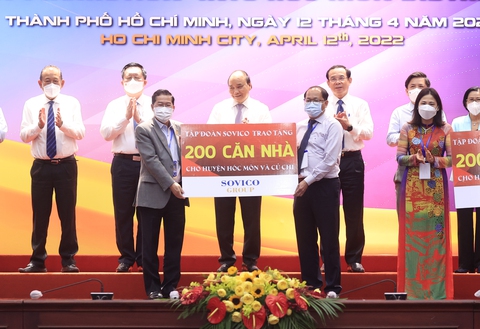 THÀNH PHỐ HỒ CHÍ MINH, NGÀY 12 THÁNG 4 NĂM 202
HO CHI MINH CITY, APRIL 12th, 2022
TẬP ĐOÀN SOVICO TRAO TẶNG
200 CĂN NHÀ
CHO HUYỆN HÓC MÔN VÀ CỦ CHI
SOVICO
GROUP
TẬP ĐOÀ
200
CHO H